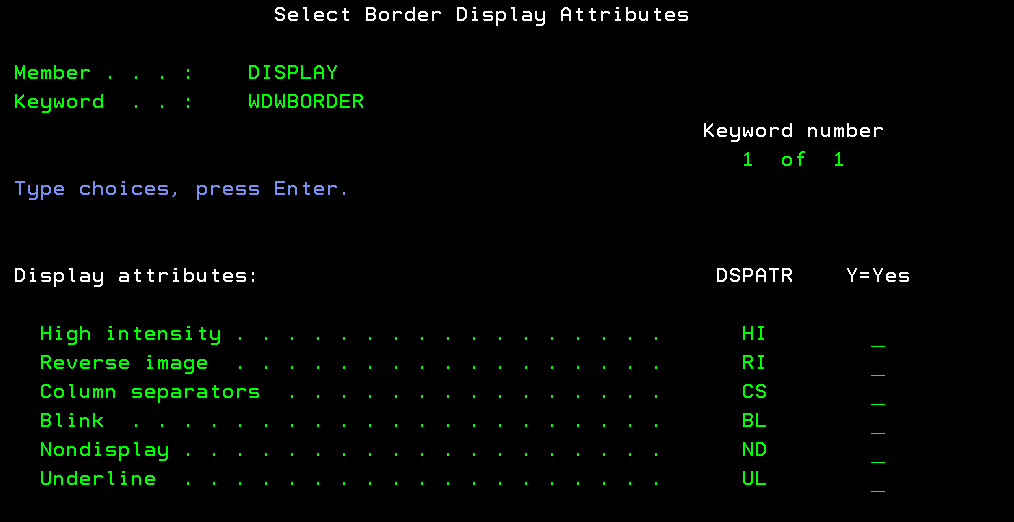 Select Border Display Attributes
Member . . . :    DISPLAY
Keyword  . . :    WDWBORDER
Keyword number
1  of  1
Type choices, press Enter.
Display attributes:    DSPATR    Y=Yes
High intensity . . . . . . . . . . . . . . . . .    HI    _
Reverse image  . . . . . . . . . . . . . . . . .    RI    _
Column separators  . . . . . . . . . . . . . . .    CS    _
Blink  . . . . . . . . . . . . . . . . . . . . .    BL    _
Nondisplay . . . . . . . . . . . . . . . . . . .    ND    _
Underline  . . . . . . . . . . . . . . . . . . .    UL    _